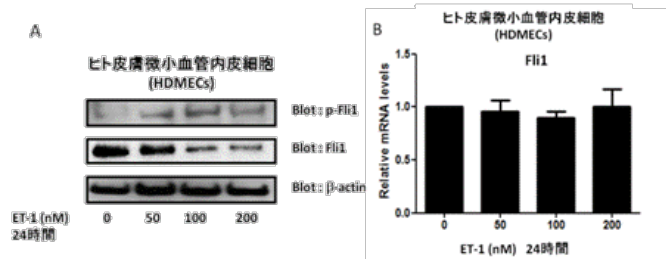 A
ヒト皮膚微小血管内皮細胞
(HDMECs)
Blot : p-Fli1
Blot : Fli1
Blot : β-actin
ET-1 (nM) 0 50 100 200
24時間
B
ヒト皮膚微小血管内皮細胞
(HDMECs)
Fli1
Relative mRNA levels
1.5
1.0
0.5
0.0
0 50 100 200
ET-1 (nM) 24時間